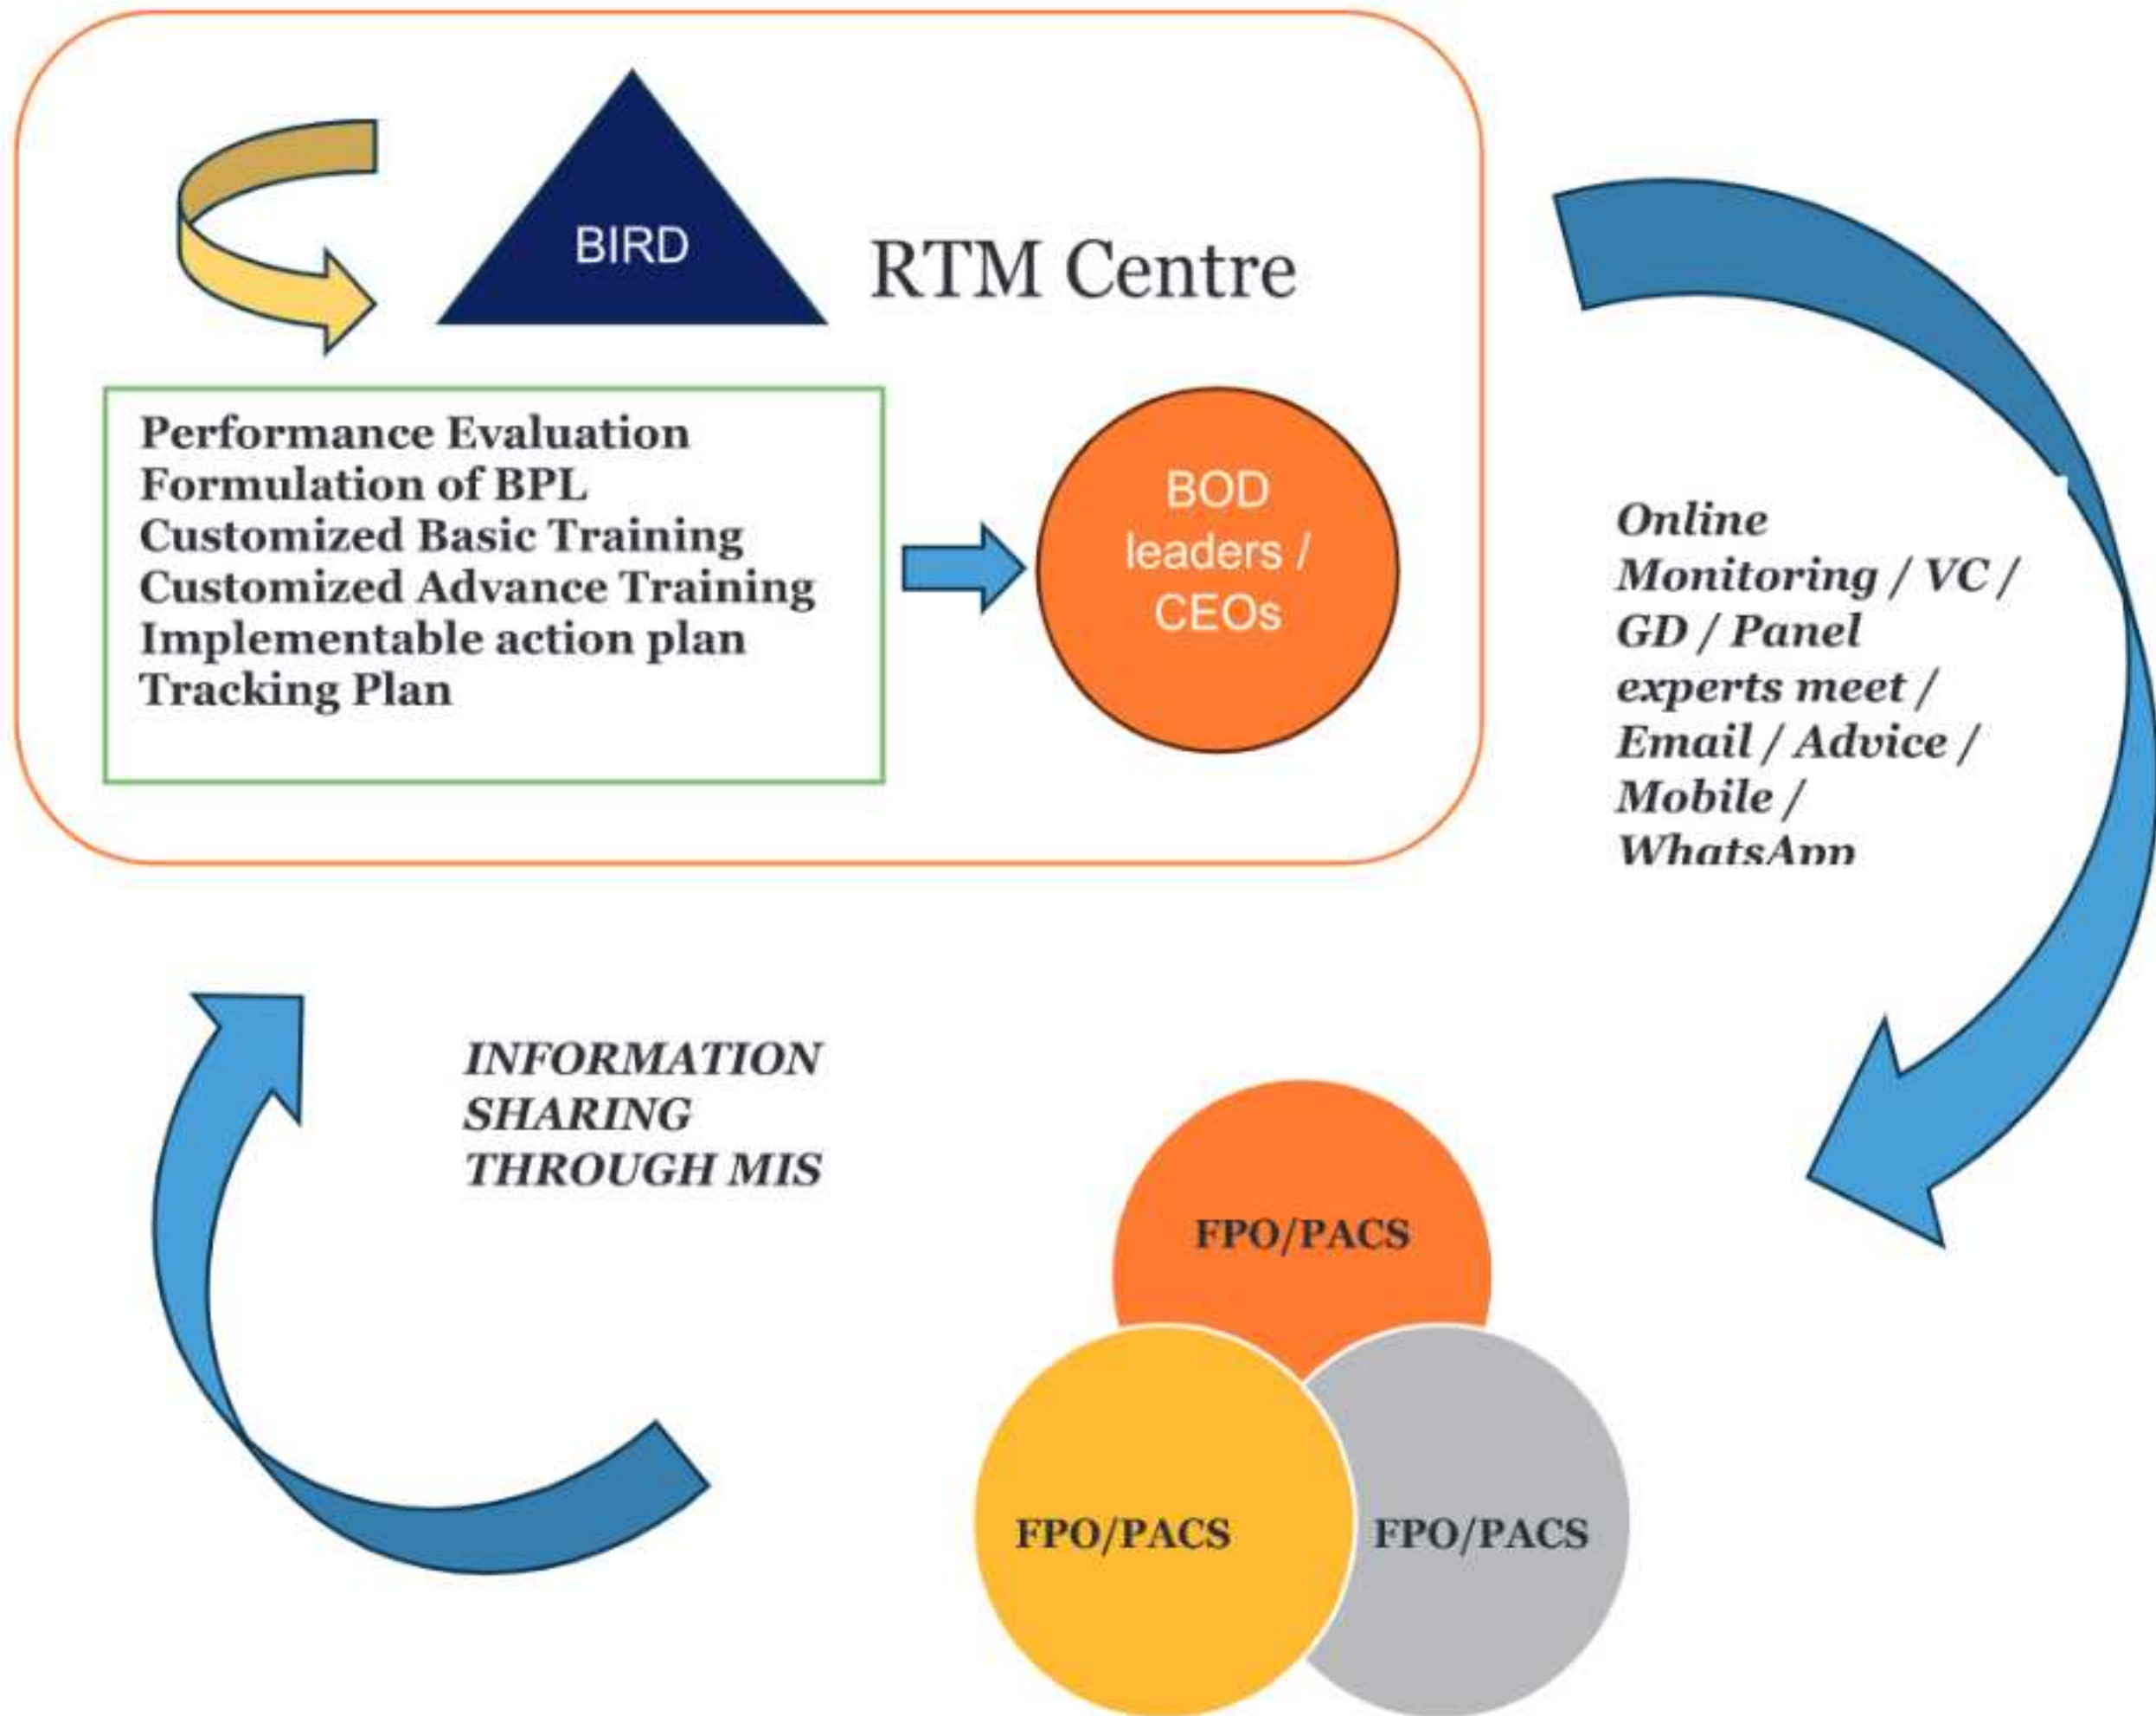 BIRD
RTM Centre
Performance Evaluation
Formulation of BPL
Customized Basic Training
Customized Advance Training
Implementable action plan
Tracking Plan
BOD
leaders /
CEOs
Online
Monitoring / VC /
GD / Panel
experts meet /
Email / Advice /
Mobile /
WhatsApp
INFORMATION
SHARING
THROUGH MIS
FPO/PACS
FPO/PACS
FPO/PACS